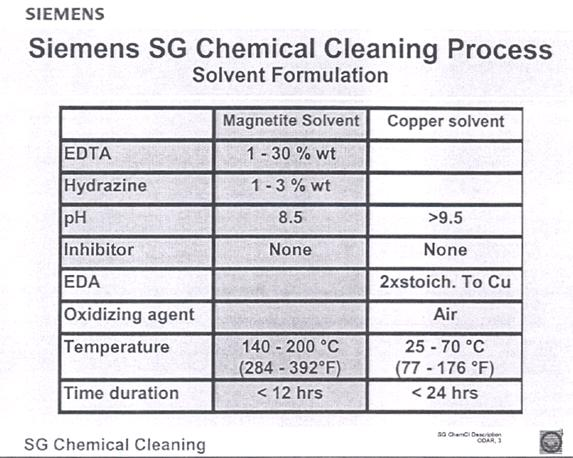 SIEMENS
Siemens SG Chemical Cleaning Process
Solvent Formulation
Magnetite Solvent Copper solvent
EDTA 1 - 30 % wt
Hydrazine 1 - 3 % wt
pH 8.5 >9.5
Inhibitor None None
EDA 2xstoich. To Cu
Oxidizing agent Air
Temperature 140 - 200 °C 25 - 70 °C
(284 - 392°F) (77 - 176 °F)
Time duration < 12 hrs < 24 hrs
SG ChemCl Description
ODAR, 3
SG Chemical Cleaning